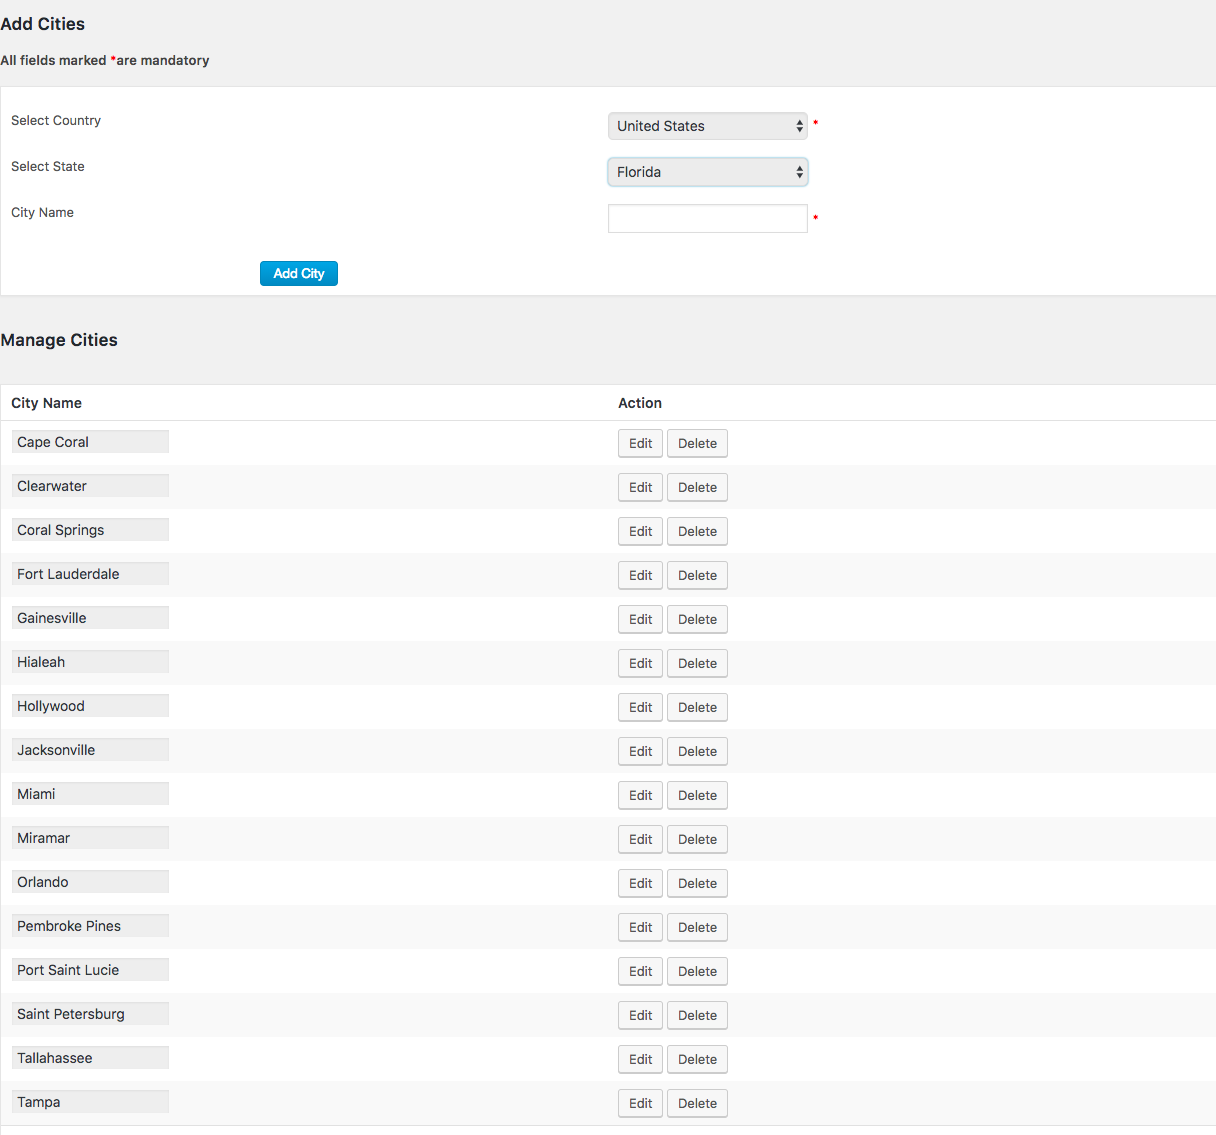 Add Cities
All fields marked *are mandatory
Select Country United States *
Select State Florida
City Name *
Add City
Manage Cities
City Name Action
Cape Coral Edit Delete
Clearwater Edit Delete
Coral Springs Edit Delete
Fort Lauderdale Edit Delete
Gainesville Edit Delete
Hialeah Edit Delete
Hollywood Edit Delete
Jacksonville Edit Delete
Miami Edit Delete
Miramar Edit Delete
Orlando Edit Delete
Pembroke Pines Edit Delete
Port Saint Lucie Edit Delete
Saint Petersburg Edit Delete
Tallahassee Edit Delete
Tampa Edit Delete